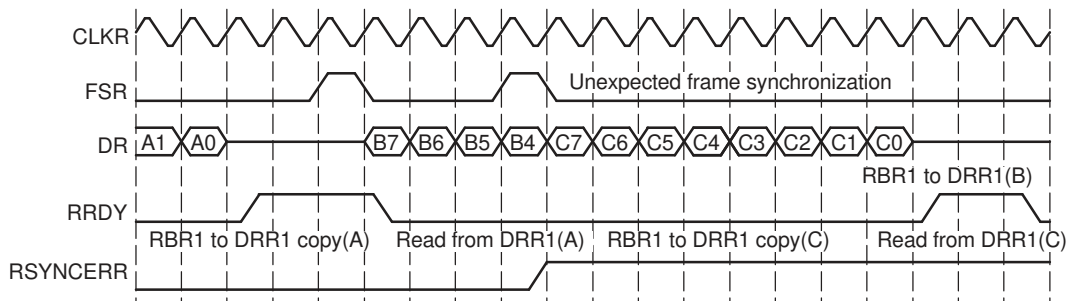 CLKR
FSR Unexpected frame synchronization
DR A1 A0 B7 B6 B5 B4 C7 C6 C5 C4 C3 C2 C1 C0
RBR1 to DRR1(B)
RRDY
RBR1 to DRR1 copy(A) Read from DRR1(A) RBR1 to DRR1 copy(C) Read from DRR1(C)
RSYNCERR